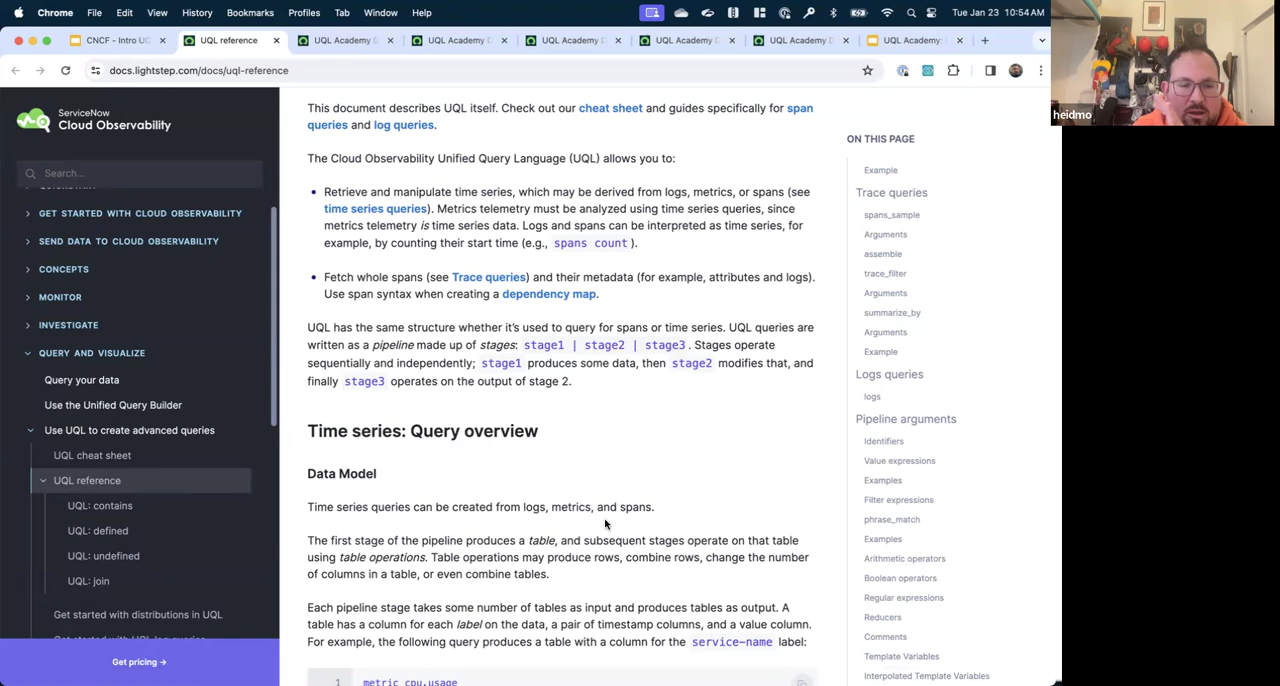 Chrome File Edit View History Bookmarks Profiles Tab Window Help Tue Jan 23 10:54 AM
CNCF - Intro UQ UQL reference UQL Academy D UQL Academy D UQL Academy D UQL Academy D UQL Academy D UQL Academy:
docs.lightstep.com/docs/uql-reference
heidmo
ServiceNow
Cloud Observability
Search...
GET STARTED WITH CLOUD OBSERVABILITY
SEND DATA TO CLOUD OBSERVABILITY
CONCEPTS
MONITOR
INVESTIGATE
QUERY AND VISUALIZE
Query your data
Use the Unified Query Builder
Use UQL to create advanced queries
UQL cheat sheet
UQL reference
UQL: contains
UQL: defined
UQL: undefined
UQL: join
Get started with distributions in UQL
Get started with UQL log queries
Get pricing →
This document describes UQL itself. Check out our cheat sheet and guides specifically for span
queries and log queries.
The Cloud Observability Unified Query Language (UQL) allows you to:
• Retrieve and manipulate time series, which may be derived from logs, metrics, or spans (see
time series queries). Metrics telemetry must be analyzed using time series queries, since
metrics telemetry is time series data. Logs and spans can be interpreted as time series, for
example, by counting their start time (e.g., spans count ).
• Fetch whole spans (see Trace queries) and their metadata (for example, attributes and logs).
Use span syntax when creating a dependency map.
UQL has the same structure whether it's used to query for spans or time series. UQL queries are
written as a pipeline made up of stages: stage1 | stage2 | stage3 . Stages operate
sequentially and independently; stage1 produces some data, then stage2 modifies that, and
finally stage3 operates on the output of stage 2.
Time series: Query overview
Data Model
Time series queries can be created from logs, metrics, and spans.
The first stage of the pipeline produces a table, and subsequent stages operate on that table
using table operations. Table operations may produce rows, combine rows, change the number
of columns in a table, or even combine tables.
Each pipeline stage takes some number of tables as input and produces tables as output. A
table has a column for each label on the data, a pair of timestamp columns, and a value column.
For example, the following query produces a table with a column for the service-name label:
1 metric cpu.usage
ON THIS PAGE
Example
Trace queries
spans_sample
Arguments
assemble
trace_filter
Arguments
summarize_by
Arguments
Example
Logs queries
logs
Pipeline arguments
Identifiers
Value expressions
Examples
Filter expressions
phrase_match
Examples
Arithmetic operators
Boolean operators
Regular expressions
Reducers
Comments
Template Variables
Interpolated Template Variables